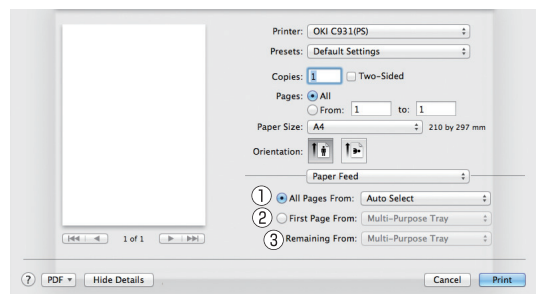 Printer: OKI C931(PS)
Presets: Default Settings
Copies: 1 Two-Sided
Pages: All
From: 1 to: 1
Paper Size: A4 210 by 297 mm
Orientation:
Paper Feed
1 All Pages From: Auto Select
2 First Page From: Multi-Purpose Tray
3 Remaining From: Multi-Purpose Tray
1 of 1
? PDF Hide Details Cancel Print